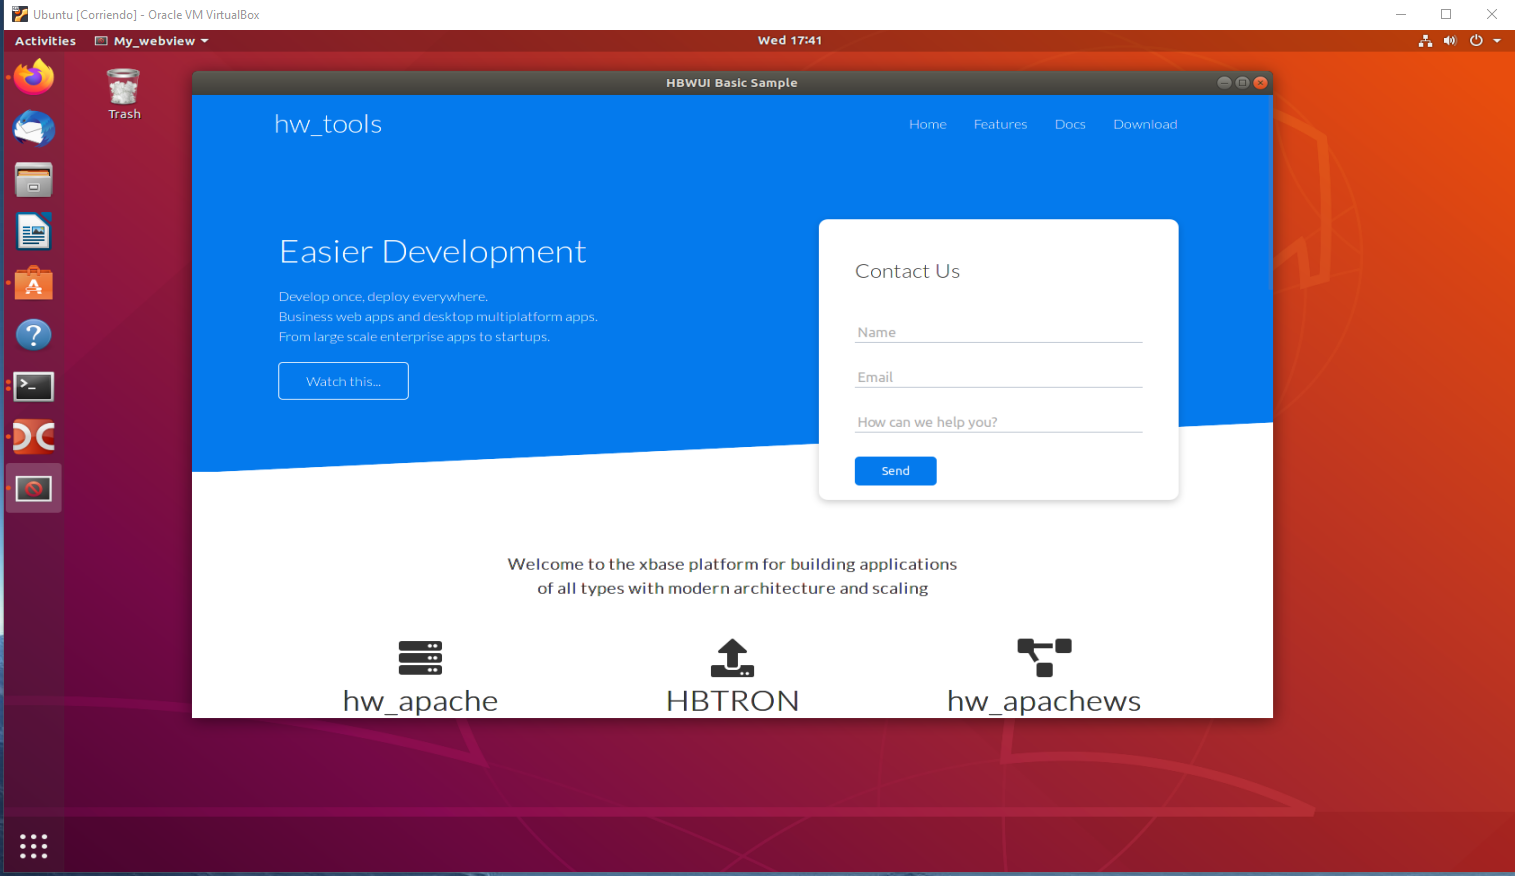 Ubuntu [Corriendo] - Oracle VM VirtualBox
Activities My_webview Wed 17:41
Trash
HBWUI Basic Sample
hw_tools
Home Features Docs Download
Easier Development
Develop once, deploy everywhere.
Business web apps and desktop multiplatform apps.
From large scale enterprise apps to startups.
Watch this...
Contact Us
Name
Email
How can we help you?
Send
Welcome to the xbase platform for building applications
of all types with modern architecture and scaling
hw_apache HBTRON hw_apachews